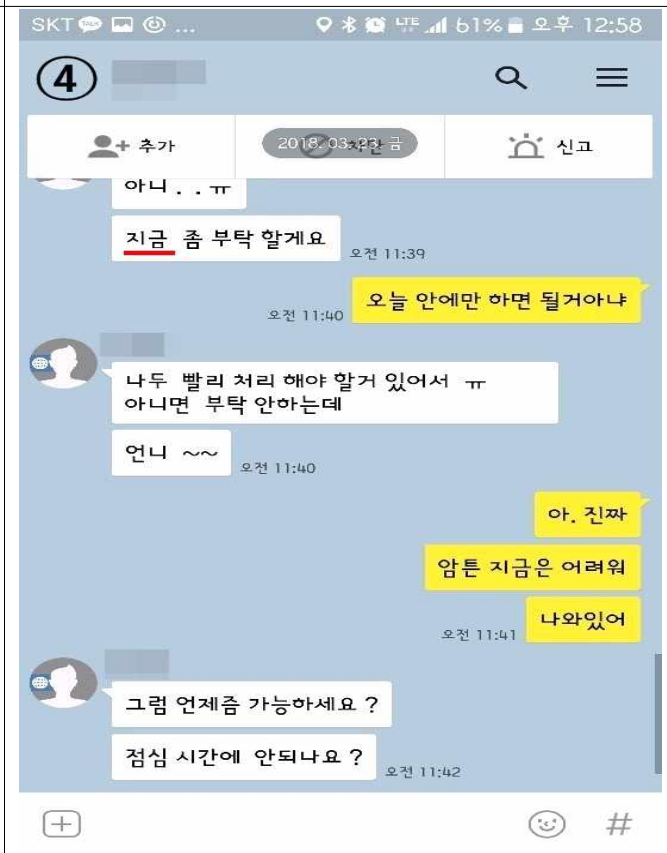 SKT ... LTE 61% 오후 12:58
④
추가 2018. 03. 23. 금 차단 신고
아니 . . ㅠ
지금 좀 부탁 할게요
오전 11:39
오늘 안에만 하면 될거아냐
오전 11:40
나두 빨리 처리 해야 할거 있어서 ㅠ
아니면 부탁 안하는데
언니 ~~
오전 11:40
아. 진짜
암튼 지금은 어려워
나와있어
오전 11:41
그럼 언제즘 가능하세요 ?
점심 시간에 안되나요 ?
오전 11:42
#